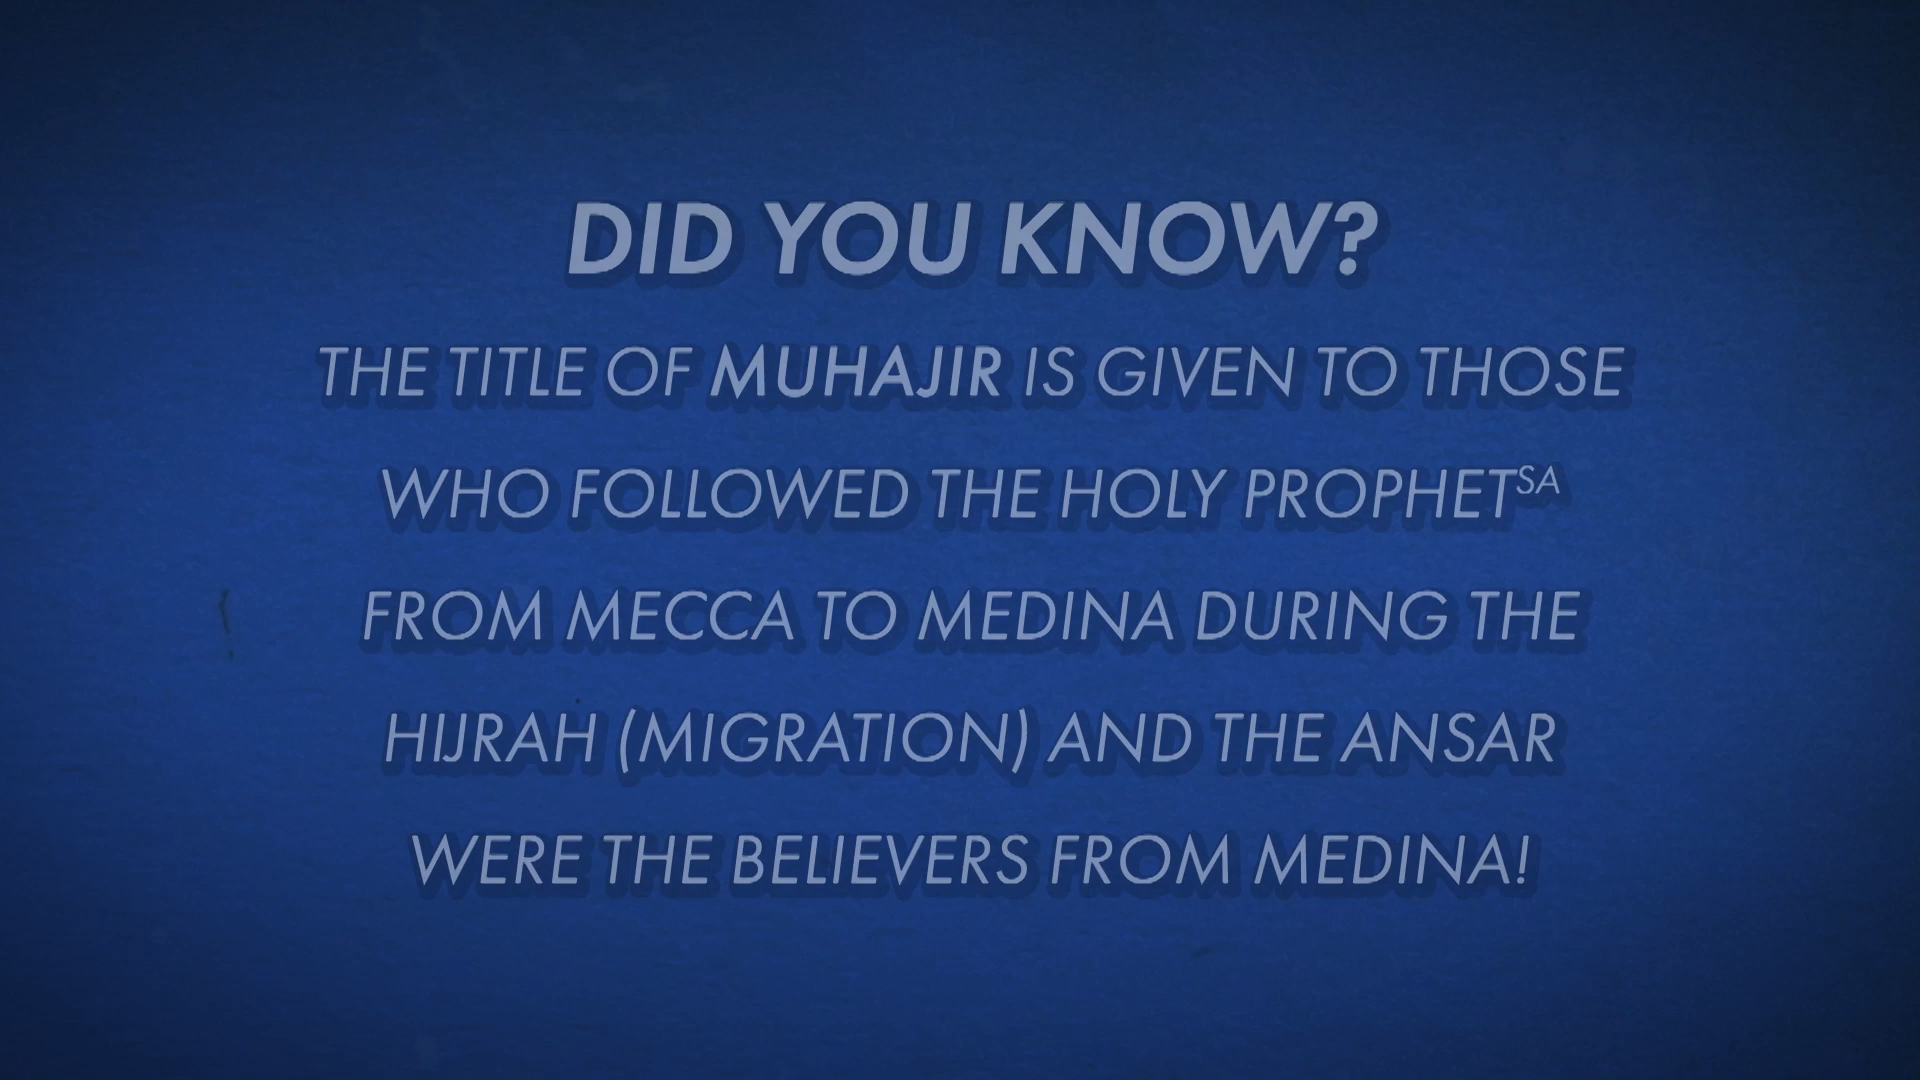 DID YOU KNOW?
THE TITLE OF MUHAJIR IS GIVEN TO THOSE
WHO FOLLOWED THE HOLY PROPHETSA
FROM MECCA TO MEDINA DURING THE
HIJRAH (MIGRATION) AND THE ANSAR
WERE THE BELIEVERS FROM MEDINA!